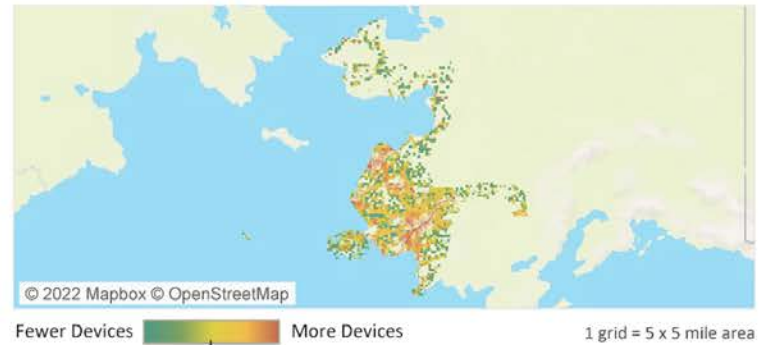 © 2022 Mapbox © OpenStreetMap
Fewer Devices More Devices 1 grid = 5 x 5 mile area